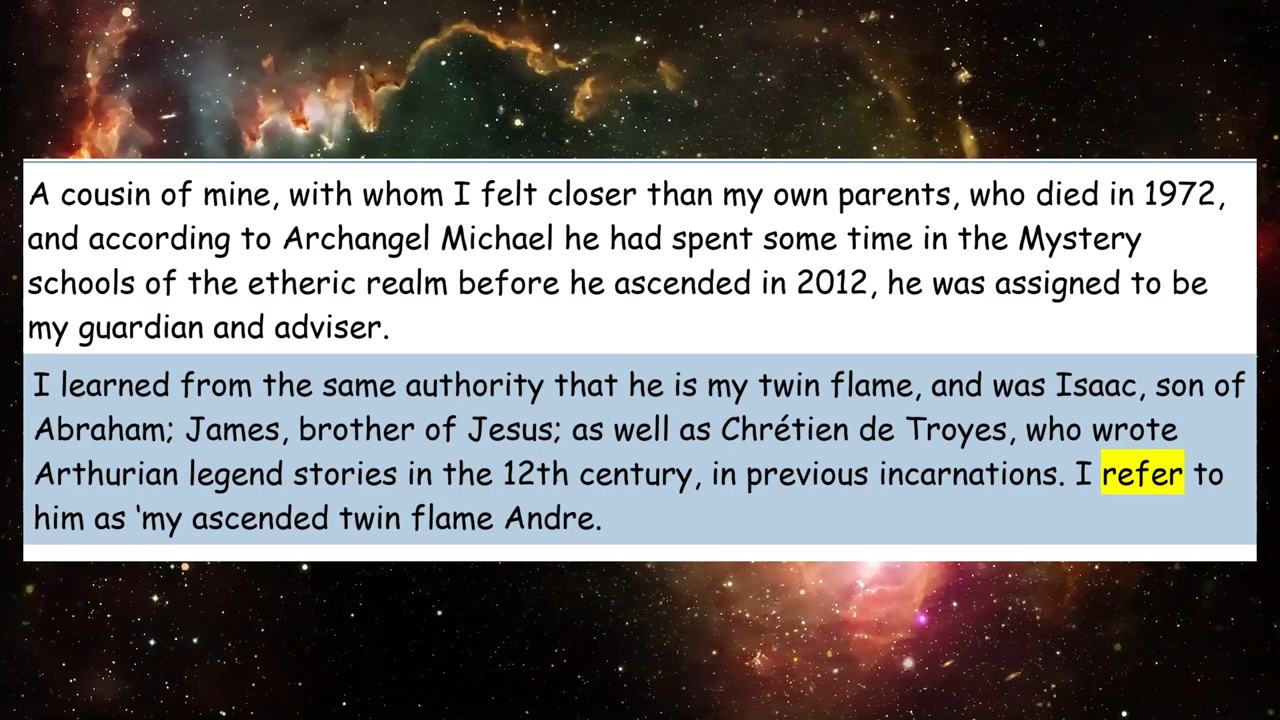 A cousin of mine, with whom I felt closer than my own parents, who died in 1972,
and according to Archangel Michael he had spent some time in the Mystery
schools of the etheric realm before he ascended in 2012, he was assigned to be
my guardian and adviser.
I learned from the same authority that he is my twin flame, and was Isaac, son of
Abraham; James, brother of Jesus; as well as Chrétien de Troyes, who wrote
Arthurian legend stories in the 12th century, in previous incarnations. I refer to
him as ‘my ascended twin flame Andre.